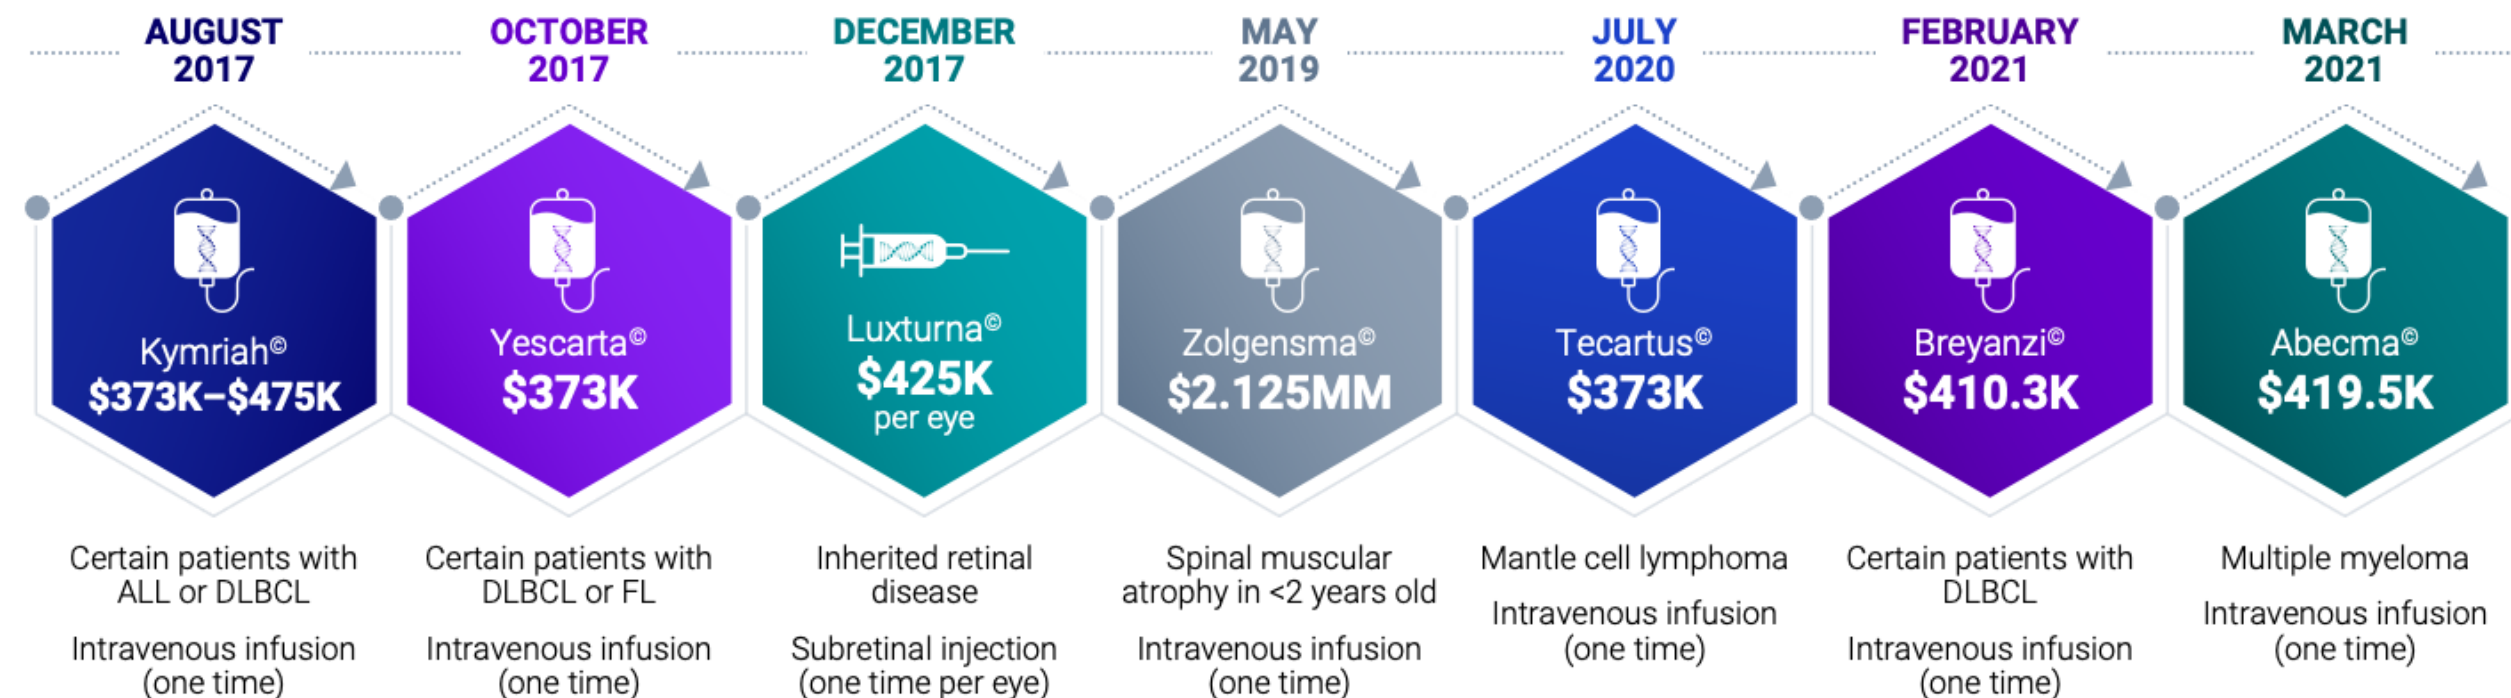 AUGUST
2017
Kymriah©
$373K–$475K
Certain patients with
ALL or DLBCL
Intravenous infusion
(one time)
OCTOBER
2017
Yescarta©
$373K
Certain patients with
DLBCL or FL
Intravenous infusion
(one time)
DECEMBER
2017
Luxturna©
$425K
per eye
Inherited retinal
disease
Subretinal injection
(one time per eye)
MAY
2019
Zolgensma©
$2.125MM
Spinal muscular
atrophy in <2 years old
Intravenous infusion
(one time)
JULY
2020
Tecartus©
$373K
Mantle cell lymphoma
Intravenous infusion
(one time)
FEBRUARY
2021
Breyanzi©
$410.3K
Certain patients with
DLBCL
Intravenous infusion
(one time)
MARCH
2021
Abecma©
$419.5K
Multiple myeloma
Intravenous infusion
(one time)